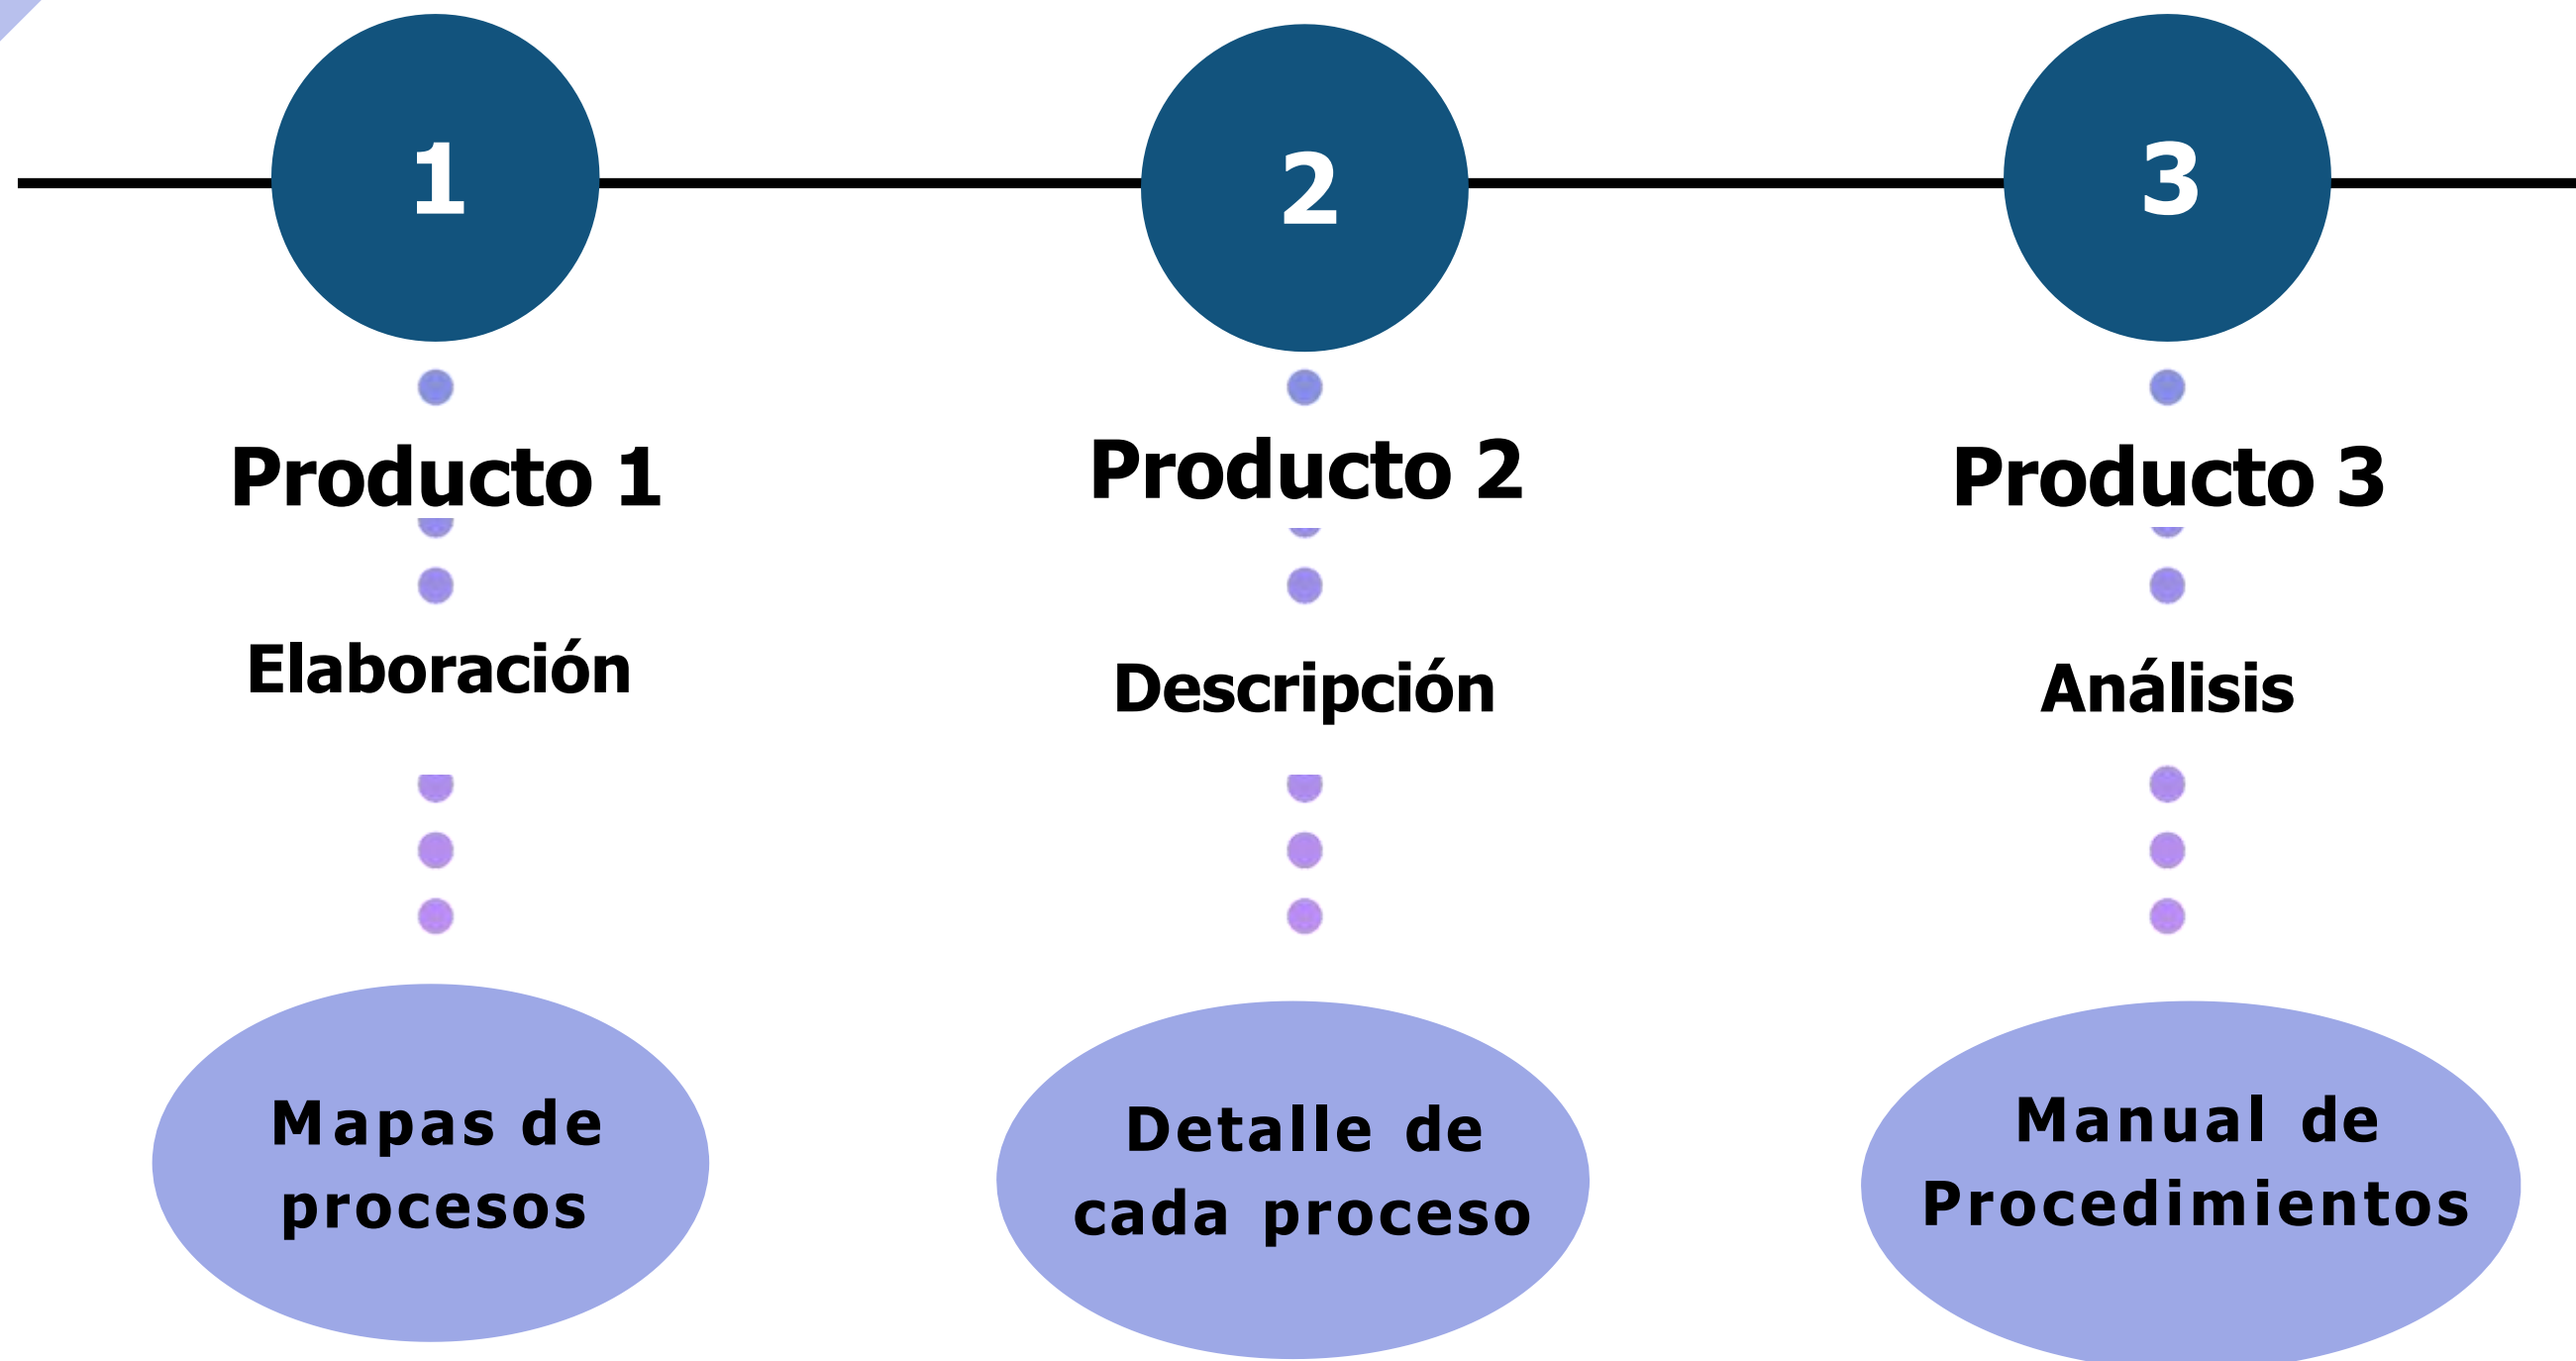 1
Producto 1
Elaboración
Mapas de
procesos
2
Producto 2
Descripción
Detalle de
cada proceso
3
Producto 3
Análisis
Manual de
Procedimientos